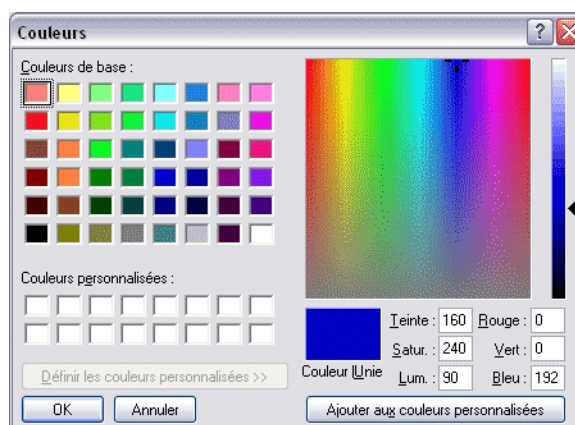 Couleurs
Couleurs de base :
Couleurs personnalisées :
Définir les couleurs personnalisées >>
OK Annuler
Couleur |Unie
Teinte : 160 Rouge : 0
Satur. : 240 Vert : 0
Lum. : 90 Bleu : 192
Ajouter aux couleurs personnalisées